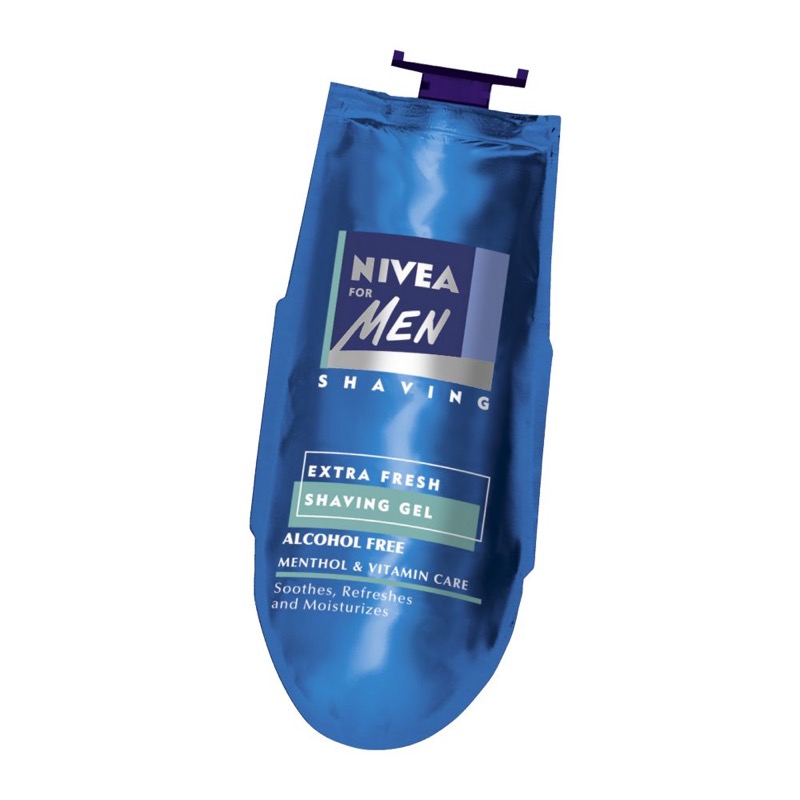 NIVEA
FOR
MEN
SHAVING
EXTRA FRESH
SHAVING GEL
ALCOHOL FREE
MENTHOL & VITAMIN CARE
Soothes, Refreshes
and Moisturizes